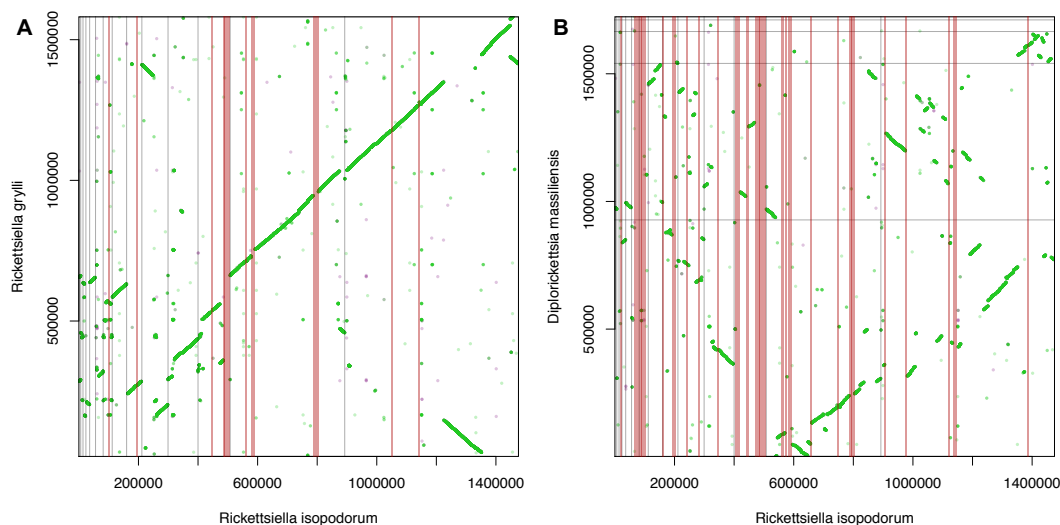 A
Rickettsiella grylli
500000 1000000 1500000
200000 600000 1000000 1400000
Rickettsiella isopodorum
B
Diplorickettsia massiliensis
500000 1000000 1500000
200000 600000 1000000 1400000
Rickettsiella isopodorum